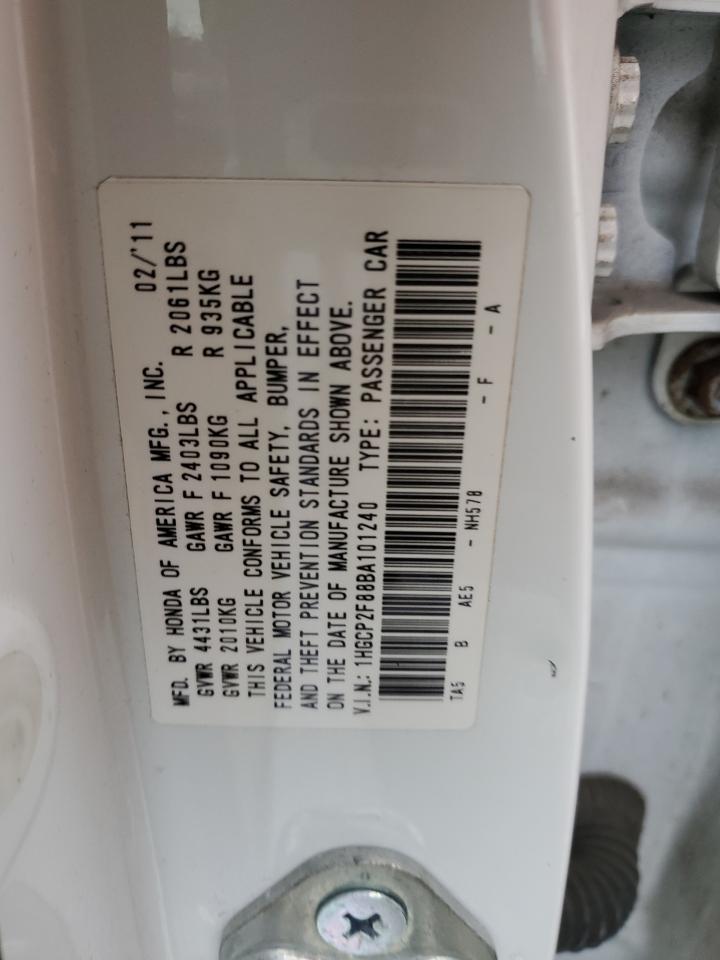 MFD. BY HONDA OF AMERICA MFG., INC. 02/'11
GVWR 4431LBS GAWR F 2403LBS R 2061LBS
GVWR 2010KG GAWR F 1090KG R 935KG
THIS VEHICLE CONFORMS TO ALL APPLICABLE
FEDERAL MOTOR VEHICLE SAFETY, BUMPER,
AND THEFT PREVENTION STANDARDS IN EFFECT
ON THE DATE OF MANUFACTURE SHOWN ABOVE.
V.I.N.: 1HGCP2F88BA101240 TYPE: PASSENGER CAR
TA5 B AE5 - NH578 - F - A